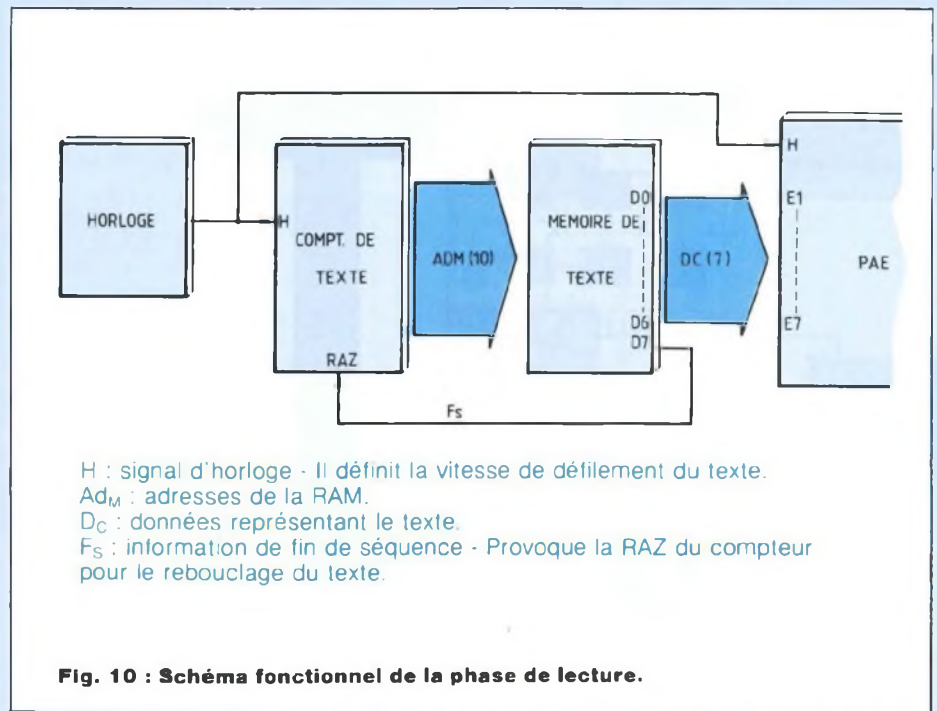 HORLOGE
H
COMPT. DE
TEXTE
RAZ
ADM (10)
MEMOIRE DE
TEXTE
D0
D6
D7
DC (7)
H
E1
E7
PAE
Fs
H : signal d'horloge - Il définit la vitesse de défilement du texte.
AdM : adresses de la RAM.
DC : données représentant le texte.
FS : information de fin de séquence - Provoque la RAZ du compteur
pour le rebouclage du texte.
Fig. 10 : Schéma fonctionnel de la phase de lecture.